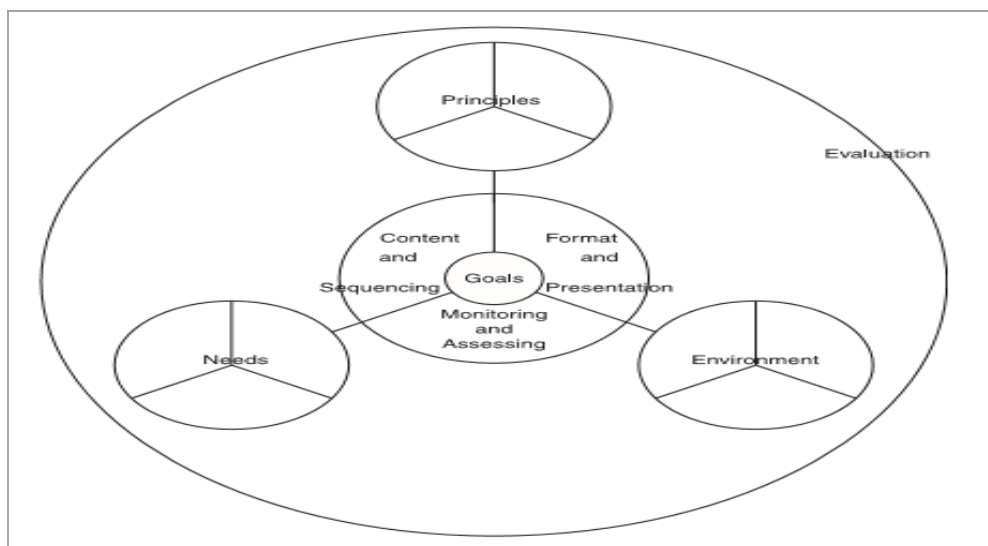 Principles
Evaluation
Content
and
Sequencing
Format
and
Presentation
Goals
Monitoring
and
Assessing
Needs
Environment